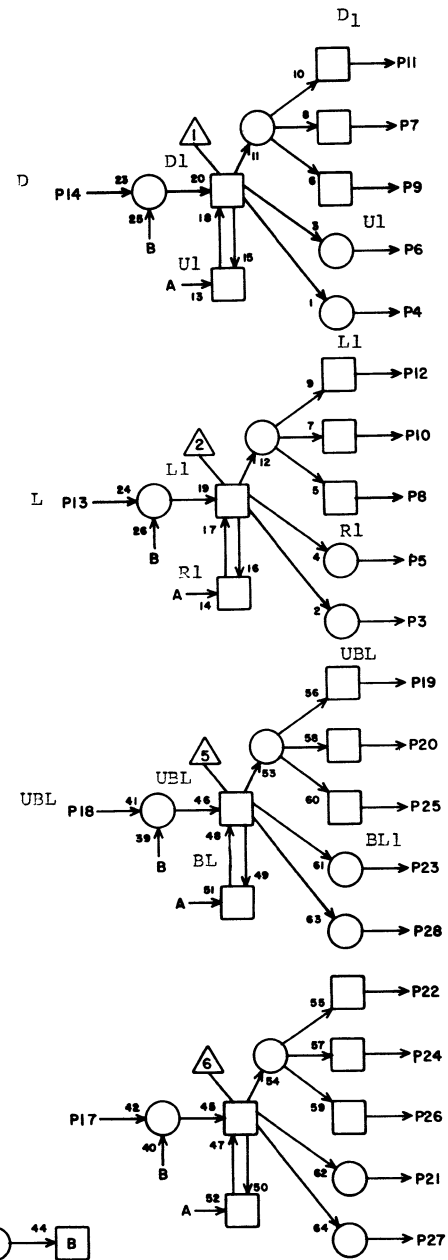 D1
10
P11
1
8
P7
11
D
D1
6
P9
23
20
P14
3
U1
18
15
P6
25
B
U1
A
13
1
P4
L1
9
P12
2
7
P10
12
L
L1
5
P8
24
19
P13
17
R1
4
P5
26
16
B
R1
A
14
2
P3
UBL
56
P19
5
58
P20
53
UBL
UBL
60
P25
41
46
P18
48
BL1
61
P23
39
49
B
BL
51
A
63
P28
55
P22
6
57
P24
54
59
P26
42
45
P17
47
62
P21
40
50
B
52
A
64
P27
44
B